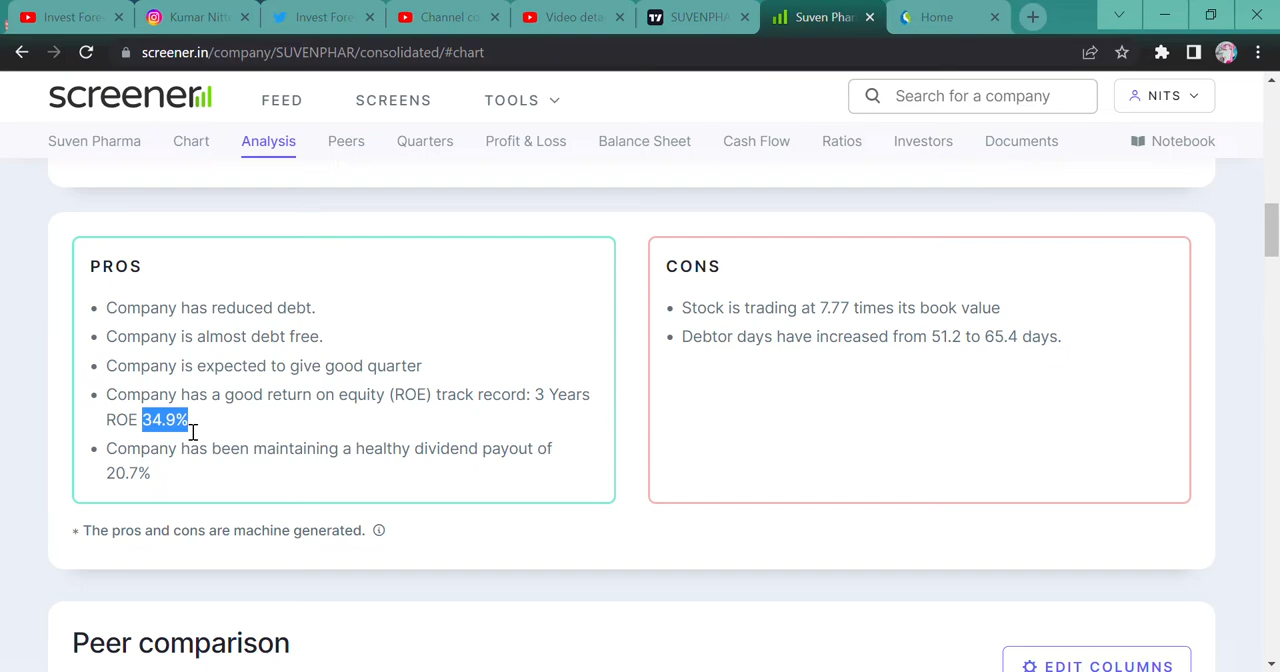 Invest Fore
Kumar Nitt
Invest Fore
Channel co
Video deta
SUVENPHA
Suven Phar
Home
screener.in/company/SUVENPHAR/consolidated/#chart
screener
FEED
SCREENS
TOOLS
Search for a company
NITS
Suven Pharma
Chart
Analysis
Peers
Quarters
Profit & Loss
Balance Sheet
Cash Flow
Ratios
Investors
Documents
Notebook
PROS
Company has reduced debt.
Company is almost debt free.
Company is expected to give good quarter
Company has a good return on equity (ROE) track record: 3 Years
ROE 34.9%
Company has been maintaining a healthy dividend payout of
20.7%
CONS
Stock is trading at 7.77 times its book value
Debtor days have increased from 51.2 to 65.4 days.
* The pros and cons are machine generated.
Peer comparison
EDIT COLUMNS